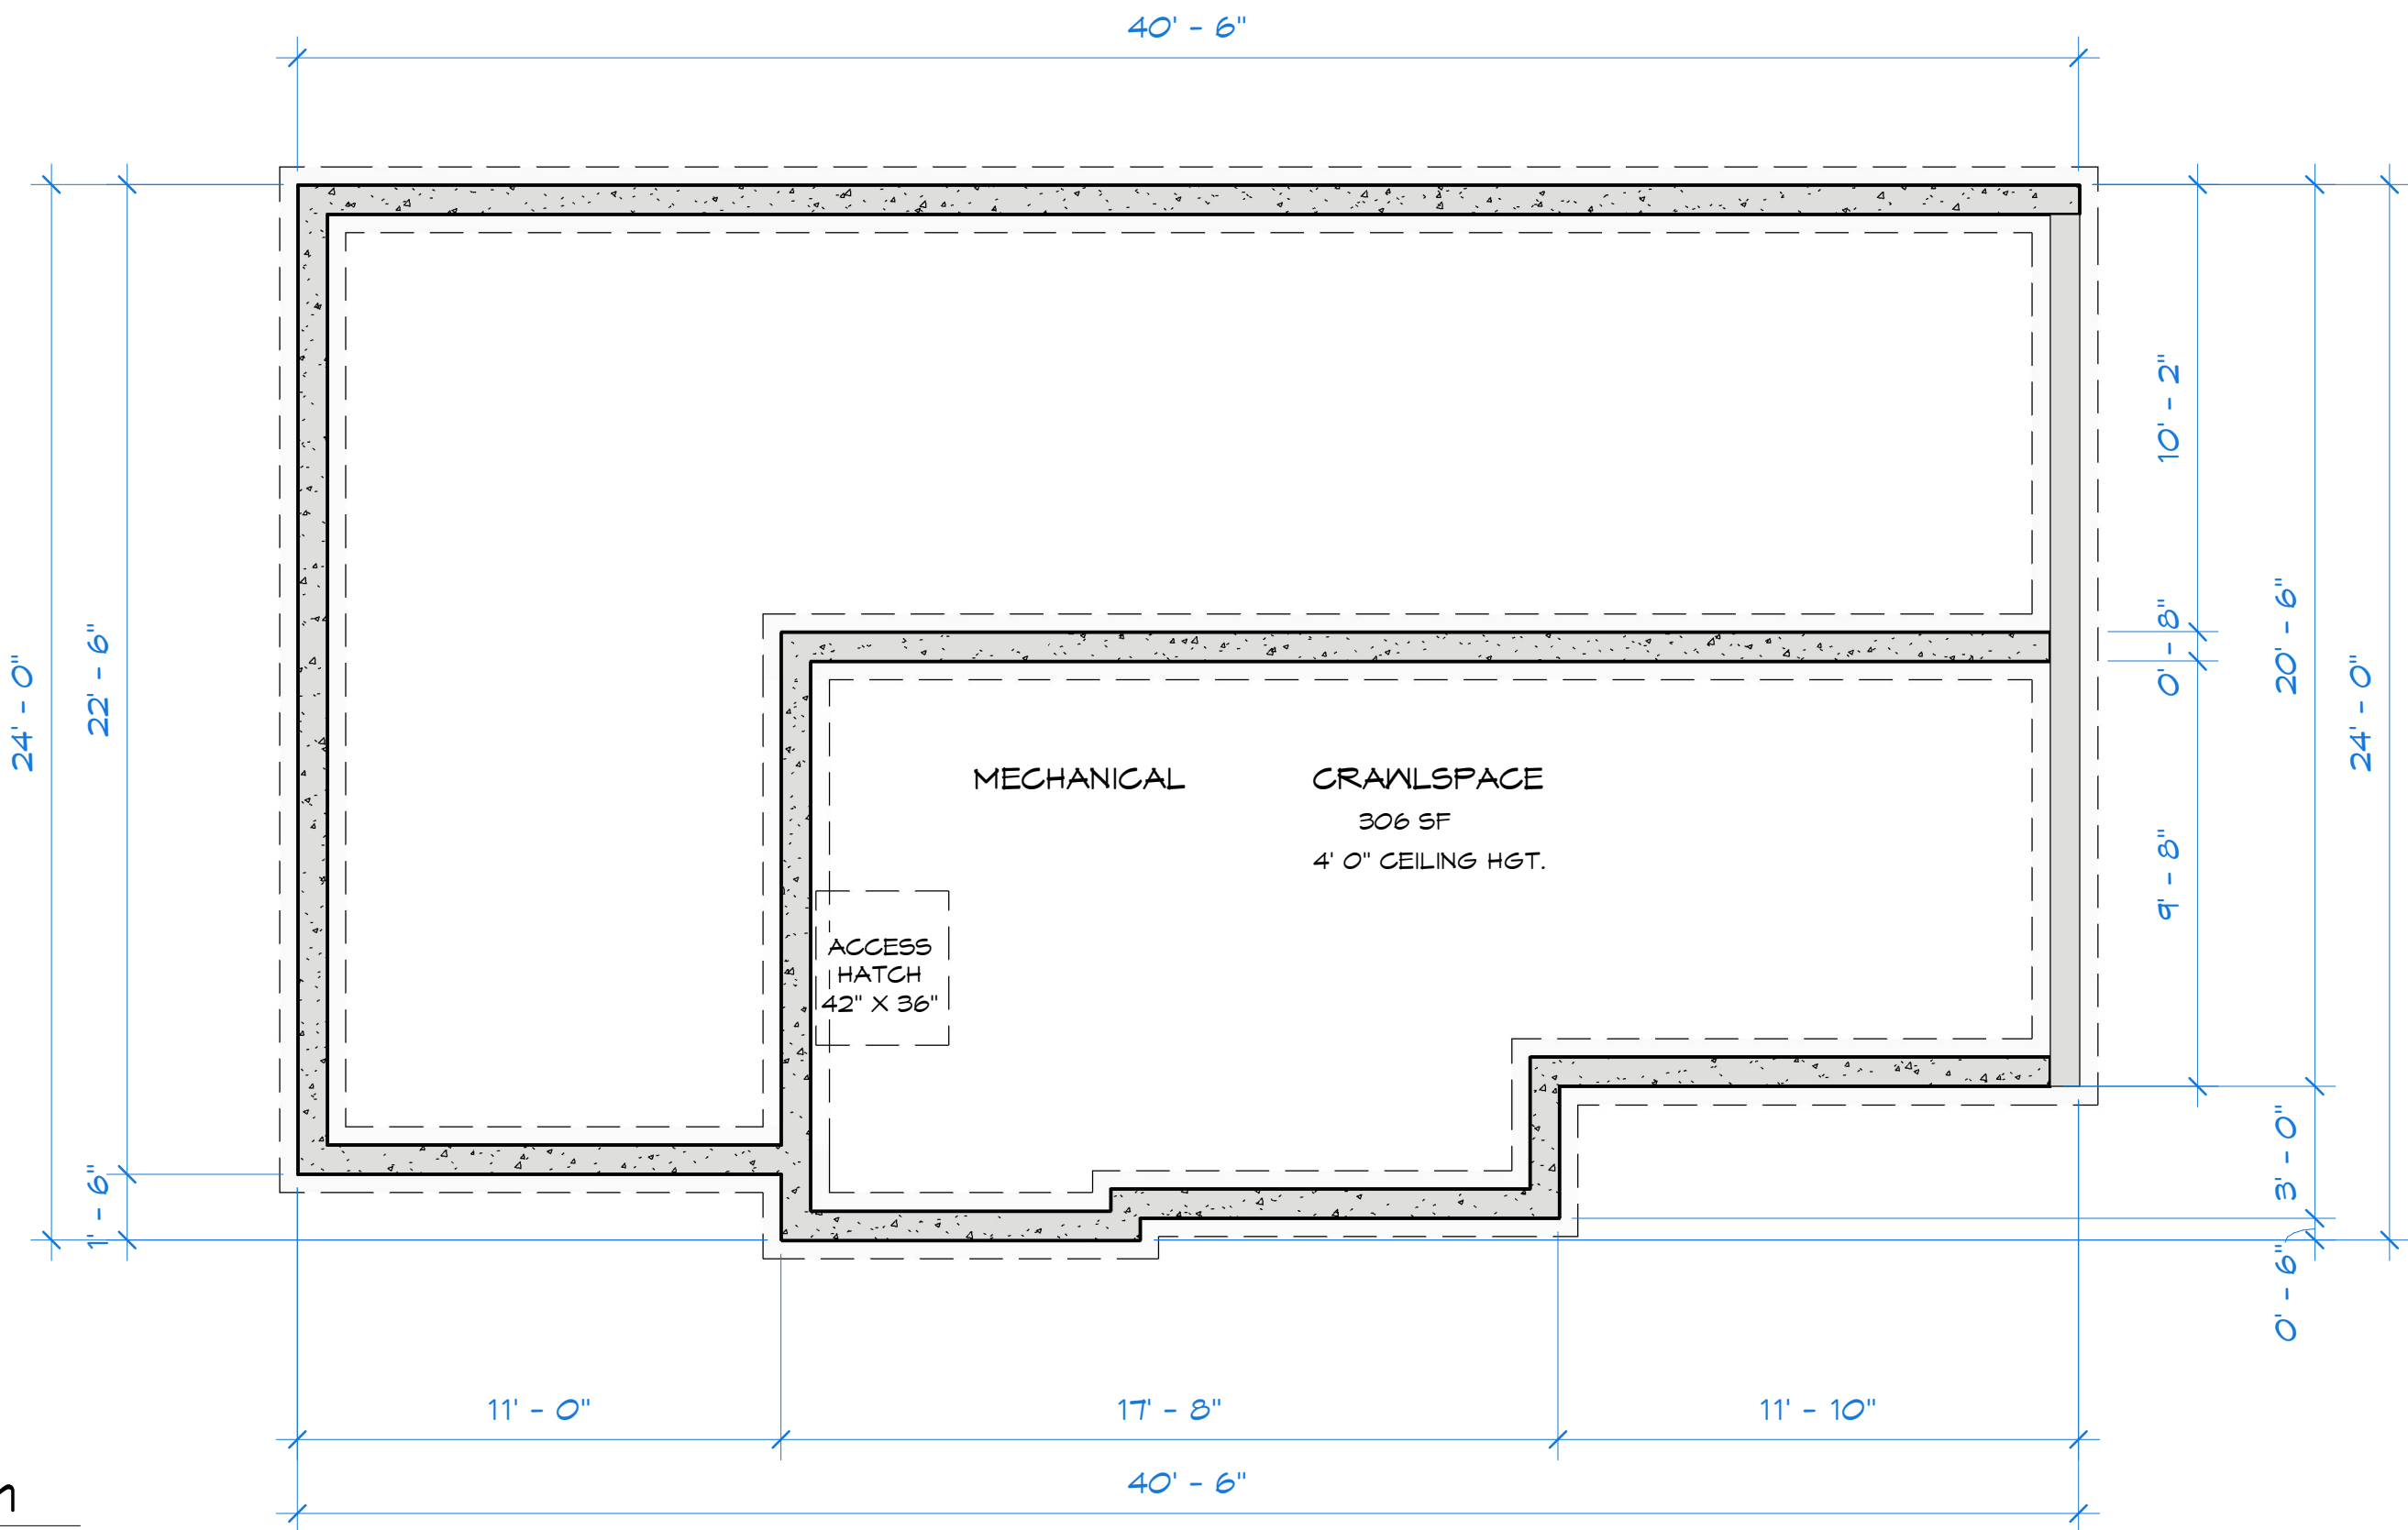 40' - 6"
10' - 2"
0' - 8"
20' - 6"
24' - 0"
22' - 6"
24' - 0"
MECHANICAL CRAWLSPACE
306 SF
4' 0" CEILING HGT.
9' - 8"
ACCESS
HATCH
42" X 36"
1' - 6"
3' - 0"
0' - 6"
11' - 0"
17' - 8"
11' - 10"
40' - 6"